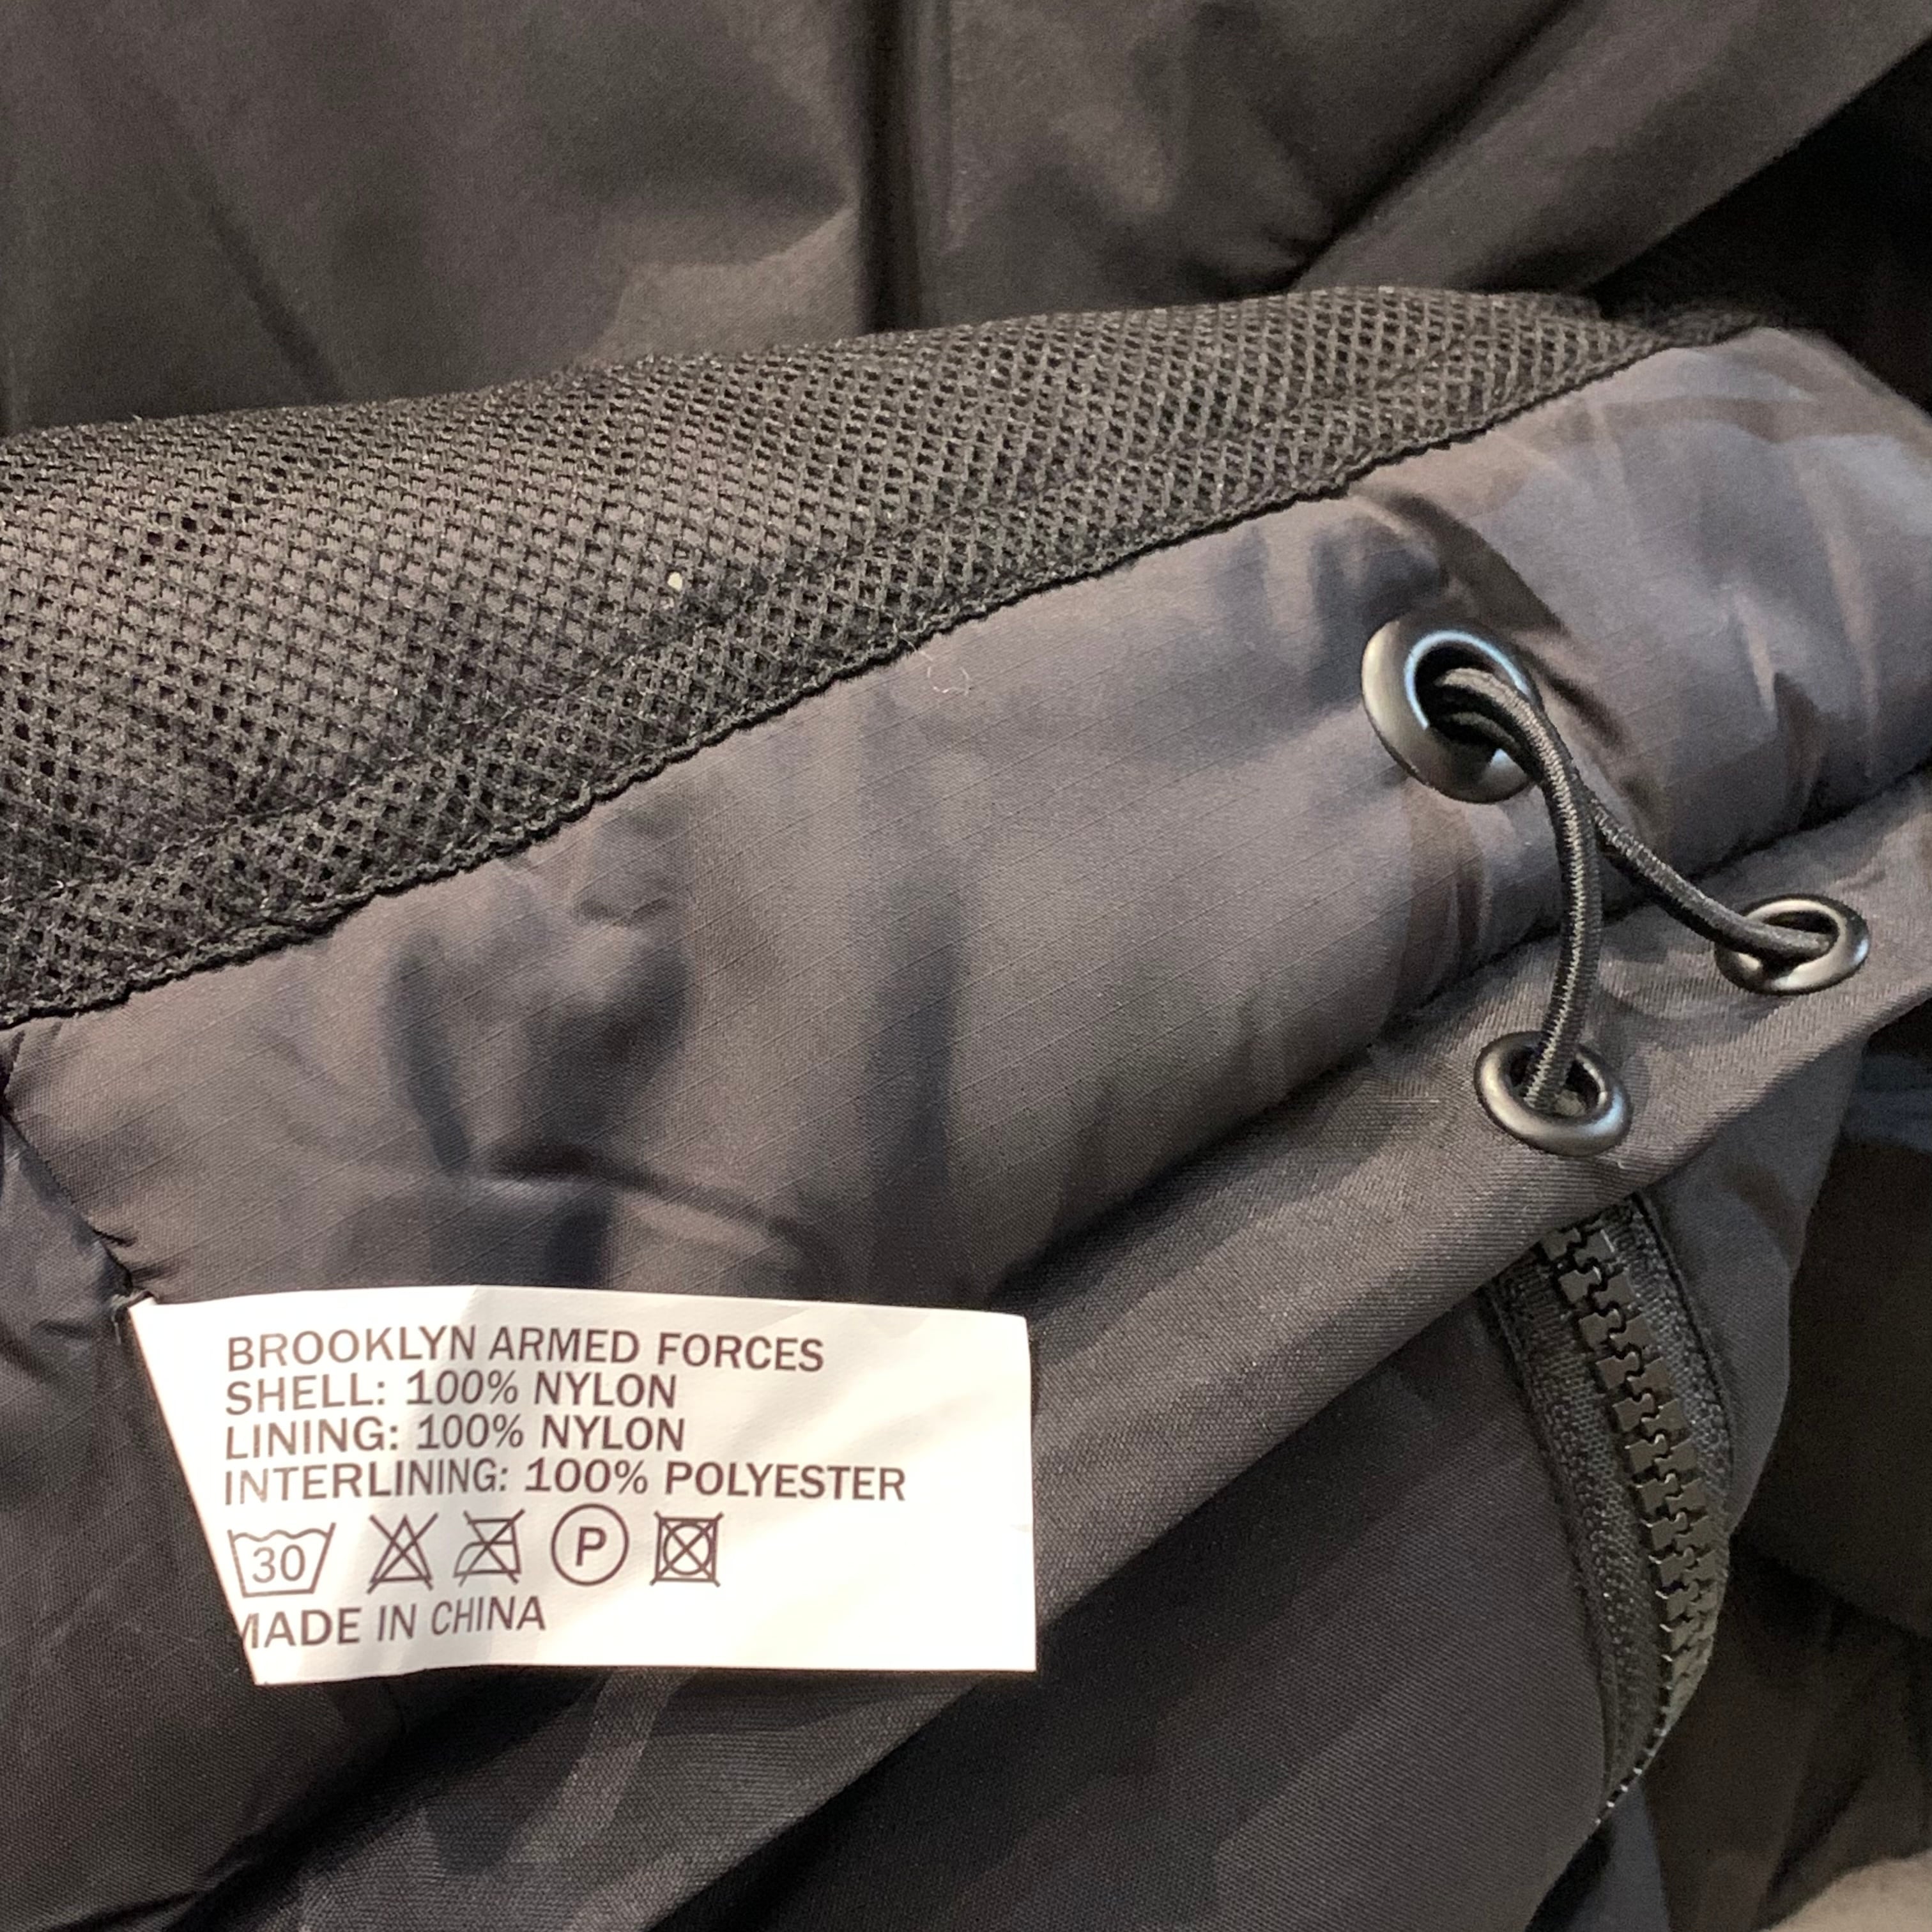 BROOKLYN ARMED FORCES
SHELL: 100% NYLON
LINING: 100% NYLON
INTERLINING: 100% POLYESTER
30 P
MADE IN CHINA